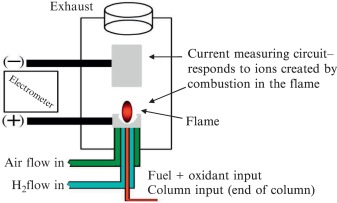 Exhaust
(−)
Current measuring circuit–
responds to ions created by
combustion in the flame
Electrometer
(+)
Flame
Air flow in
H₂flow in
Fuel + oxidant input
Column input (end of column)